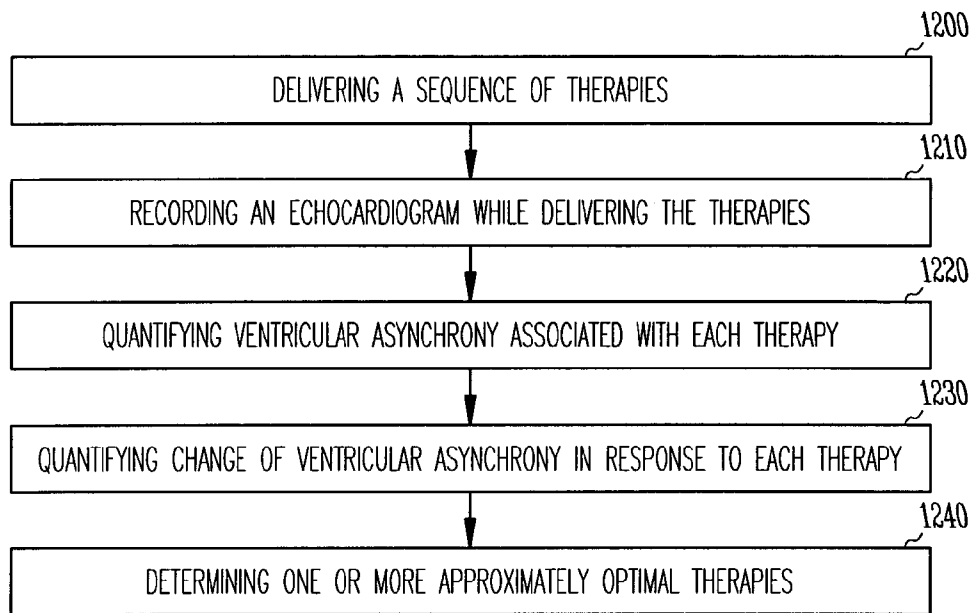 1200
DELIVERING A SEQUENCE OF THERAPIES
1210
RECORDING AN ECHOCARDIOGRAM WHILE DELIVERING THE THERAPIES
1220
QUANTIFYING VENTRICULAR ASYNCHRONY ASSOCIATED WITH EACH THERAPY
1230
QUANTIFYING CHANGE OF VENTRICULAR ASYNCHRONY IN RESPONSE TO EACH THERAPY
1240
DETERMINING ONE OR MORE APPROXIMATELY OPTIMAL THERAPIES